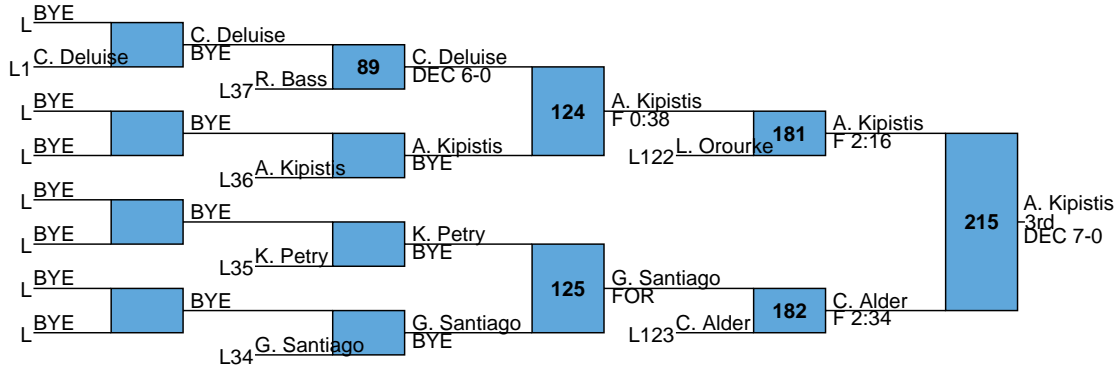 L BYE
L1 C. Deluise
C. Deluise
BYE
L37 R. Bass
89
C. Deluise
DEC 6-0
L BYE
L BYE
BYE
L36 A. Kipistis
A. Kipistis
BYE
124
A. Kipistis
F 0:38
L122 L. Orourke
181
A. Kipistis
F 2:16
L BYE
L BYE
BYE
L35 K. Petry
K. Petry
BYE
L BYE
L BYE
BYE
L34 G. Santiago
G. Santiago
BYE
125
G. Santiago
FOR
L123 C. Alder
182
C. Alder
F 2:34
215
A. Kipistis
3rd
DEC 7-0